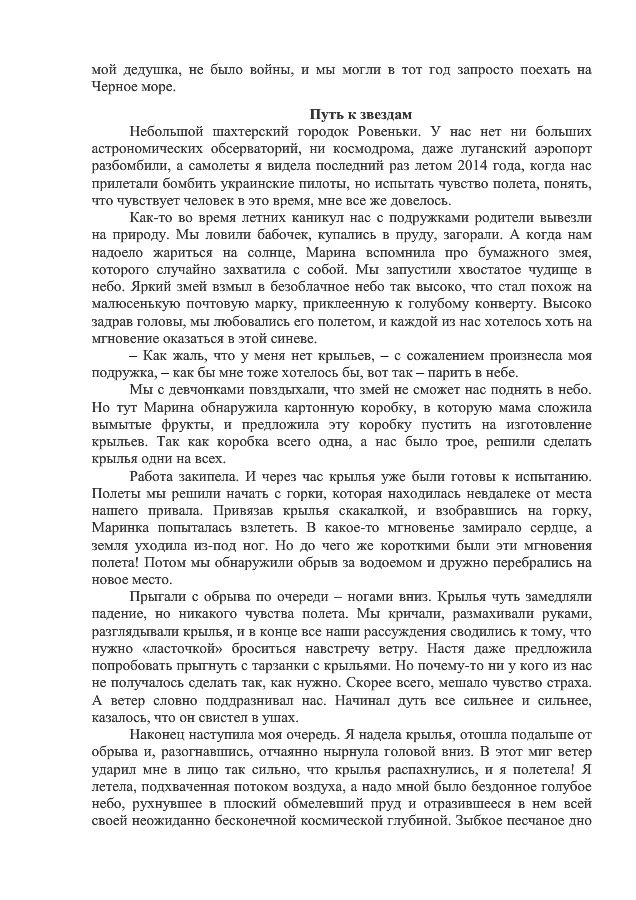 мой дедушка, не было войны, и мы могли в тот год запросто поехать на
Черное море.
Путь к звездам
Небольшой шахтерский городок Ровеньки. У нас нет ни больших
астрономических обсерваторий, ни космодрома, даже луганский аэропорт
разбомбили, а самолеты я видела последний раз летом 2014 года, когда нас
прилетали бомбить украинские пилоты, но испытать чувство полета, понять,
что чувствует человек в это время, мне все же довелось.
Как-то во время летних каникул нас с подружками родители вывезли
на природу. Мы ловили бабочек, купались в пруду, загорали. А когда нам
надоело жариться на солнце, Марина вспомнила про бумажного змея,
которого случайно захватила с собой. Мы запустили хвостатое чудище в
небо. Яркий змей взмыл в безоблачное небо так высоко, что стал похож на
малюсенькую почтовую марку, приклеенную к голубому конверту. Высоко
задрав головы, мы любовались его полетом, и каждой из нас хотелось хоть на
мгновение оказаться в этой синеве.
– Как жаль, что у меня нет крыльев, – с сожалением произнесла моя
подружка, – как бы мне тоже хотелось бы, вот так – парить в небе.
Мы с девчонками повздыхали, что змей не сможет нас поднять в небо.
Но тут Марина обнаружила картонную коробку, в которую мама сложила
вымытые фрукты, и предложила эту коробку пустить на изготовление
крыльев. Так как коробка всего одна, а нас было трое, решили сделать
крылья одни на всех.
Работа закипела. И через час крылья уже были готовы к испытанию.
Полеты мы решили начать с горки, которая находилась невдалеке от места
нашего привала. Привязав крылья скакалкой, и взобравшись на горку,
Маринка попыталась взлететь. В какое-то мгновенье замирало сердце, а
земля уходила из-под ног. Но до чего же короткими были эти мгновения
полета! Потом мы обнаружили обрыв за водоемом и дружно перебрались на
новое место.
Прыгали с обрыва по очереди – ногами вниз. Крылья чуть замедляли
падение, но никакого чувства полета. Мы кричали, размахивали руками,
разглядывали крылья, и в конце все наши рассуждения сводились к тому, что
нужно «ласточкой» броситься навстречу ветру. Настя даже предложила
попробовать прыгнуть с тарзанки с крыльями. Но почему-то ни у кого из нас
не получалось сделать так, как нужно. Скорее всего, мешало чувство страха.
А ветер словно поддразнивал нас. Начинал дуть все сильнее и сильнее,
казалось, что он свистел в ушах.
Наконец наступила моя очередь. Я надела крылья, отошла подальше от
обрыва и, разогнавшись, отчаянно нырнула головой вниз. В этот миг ветер
ударил мне в лицо так сильно, что крылья распахнулись, и я полетела! Я
летела, подхваченная потоком воздуха, а надо мной было бездонное голубое
небо, рухнувшее в плоский обмелевший пруд и отразившееся в нем всей
своей неожиданно бесконечной космической глубиной. Зыбкое песчаное дно